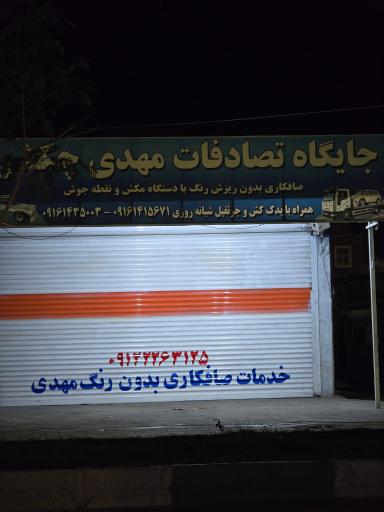 جایگاه تصادفات مهدی
صافکاری بدون ریزش رنگ با دستگاه مکش و نقطه جوش
همراه با یدک کش و جرثقیل شبانه روزی ۰۹۱۶۱۴۱۵۶۷۱ - ۰۹۱۶۱۴۳۵۰۰۳
۰۹۱۲۲۲۶۳۱۲۵
خدمات صافکاری بدون رنگ مهدی